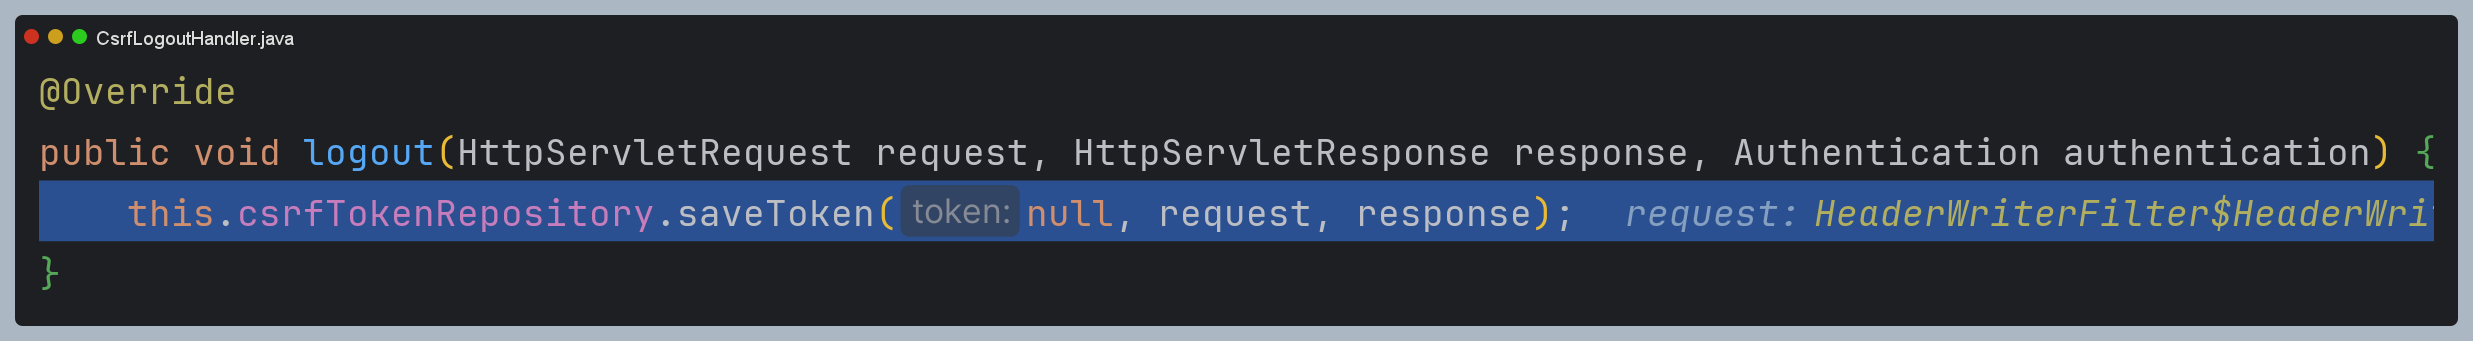 CsrfLogoutHandler.java
@Override
public void logout(HttpServletRequest request, HttpServletResponse response, Authentication authentication) {
this.csrfTokenRepository.saveToken( token: null, request, response); request: HeaderWriterFilter$HeaderWrit
}